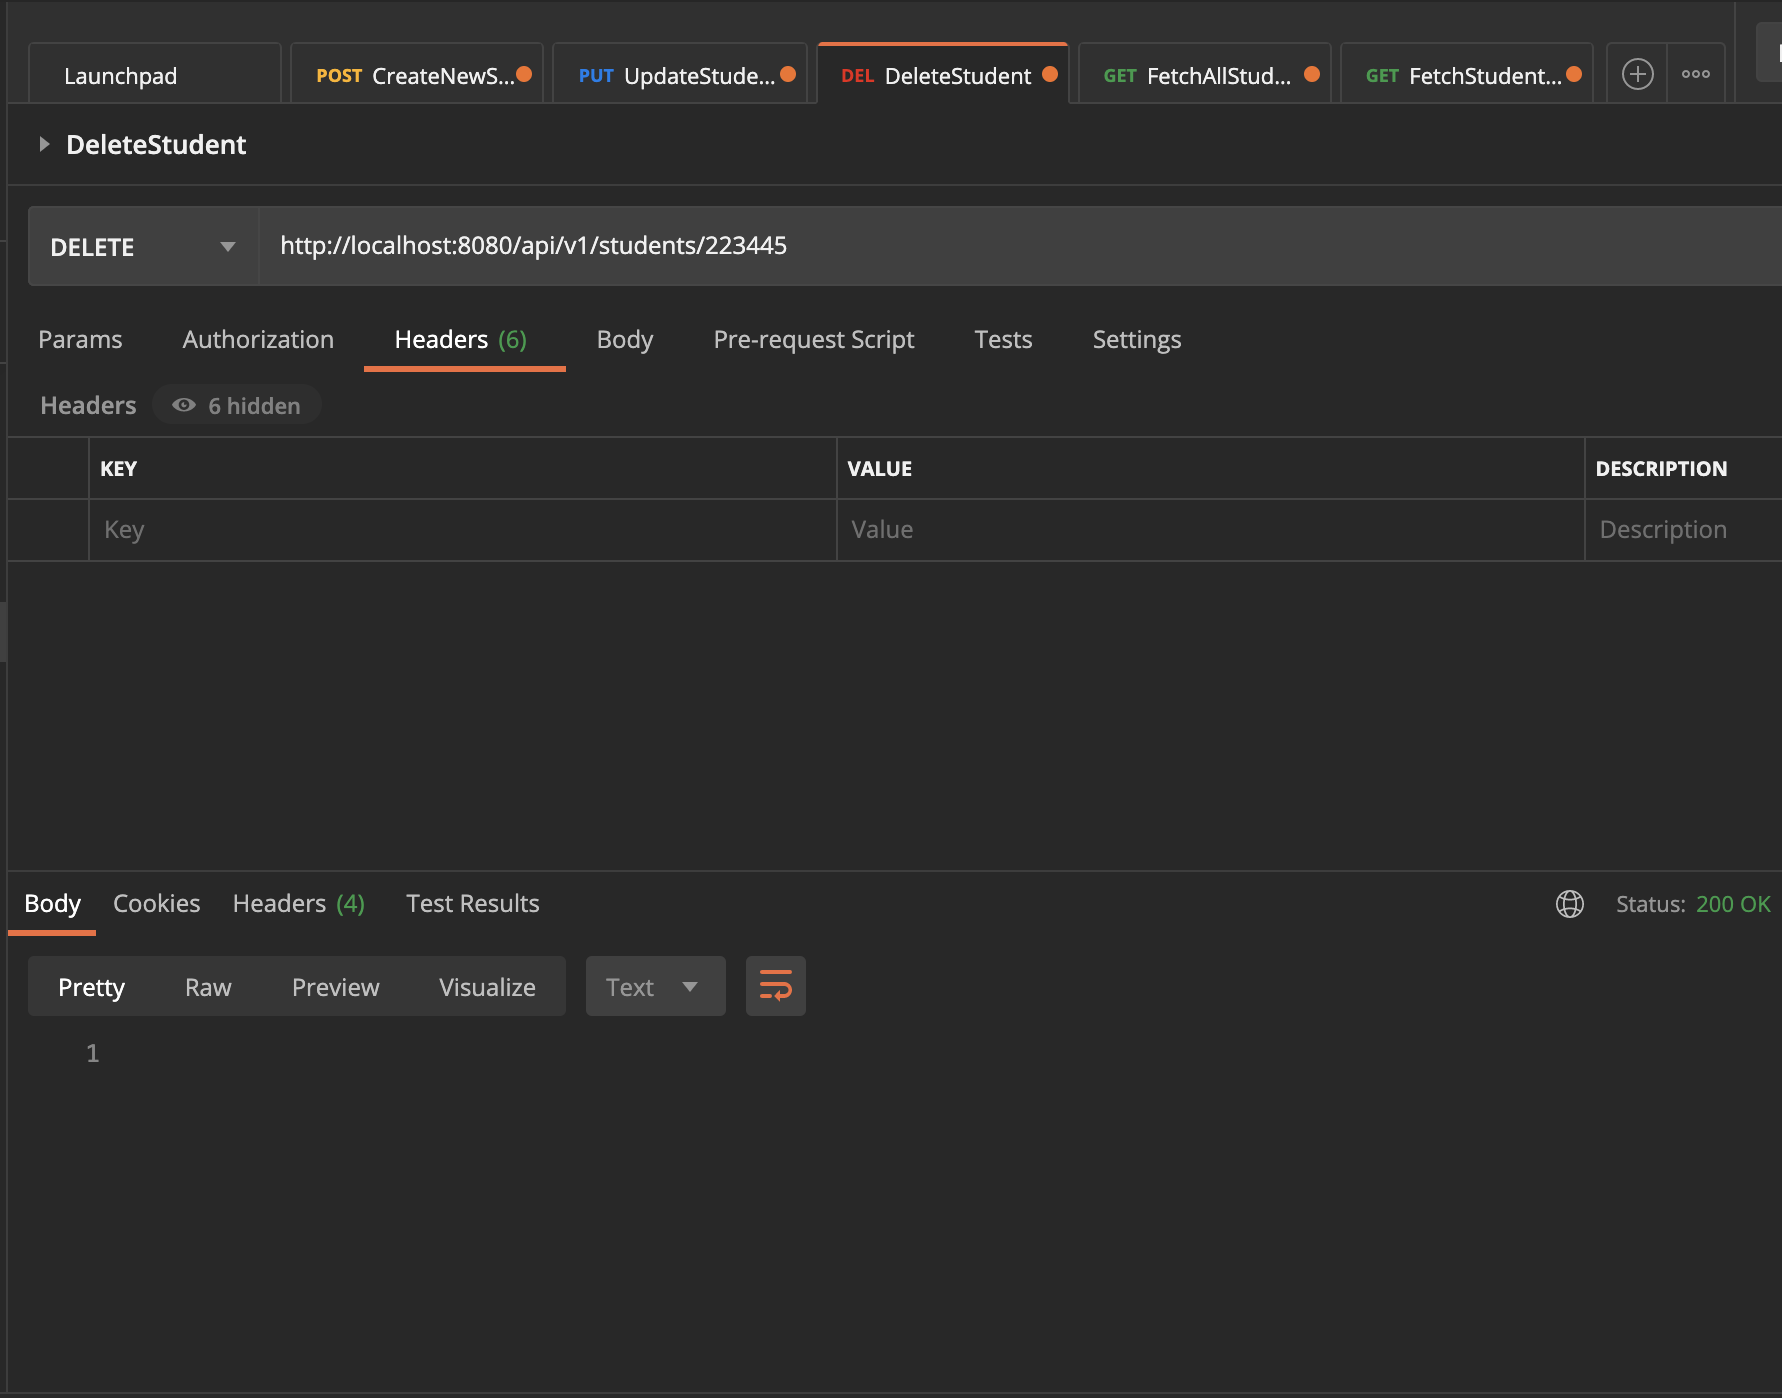 Launchpad POST CreateNewS... PUT UpdateStude... DEL DeleteStudent GET FetchAllStud... GET FetchStudent...
DeleteStudent
DELETE http://localhost:8080/api/v1/students/223445
Params Authorization Headers (6) Body Pre-request Script Tests Settings
Headers 6 hidden
KEY VALUE DESCRIPTION
Key Value Description
Body Cookies Headers (4) Test Results Status: 200 OK
Pretty Raw Preview Visualize Text
1